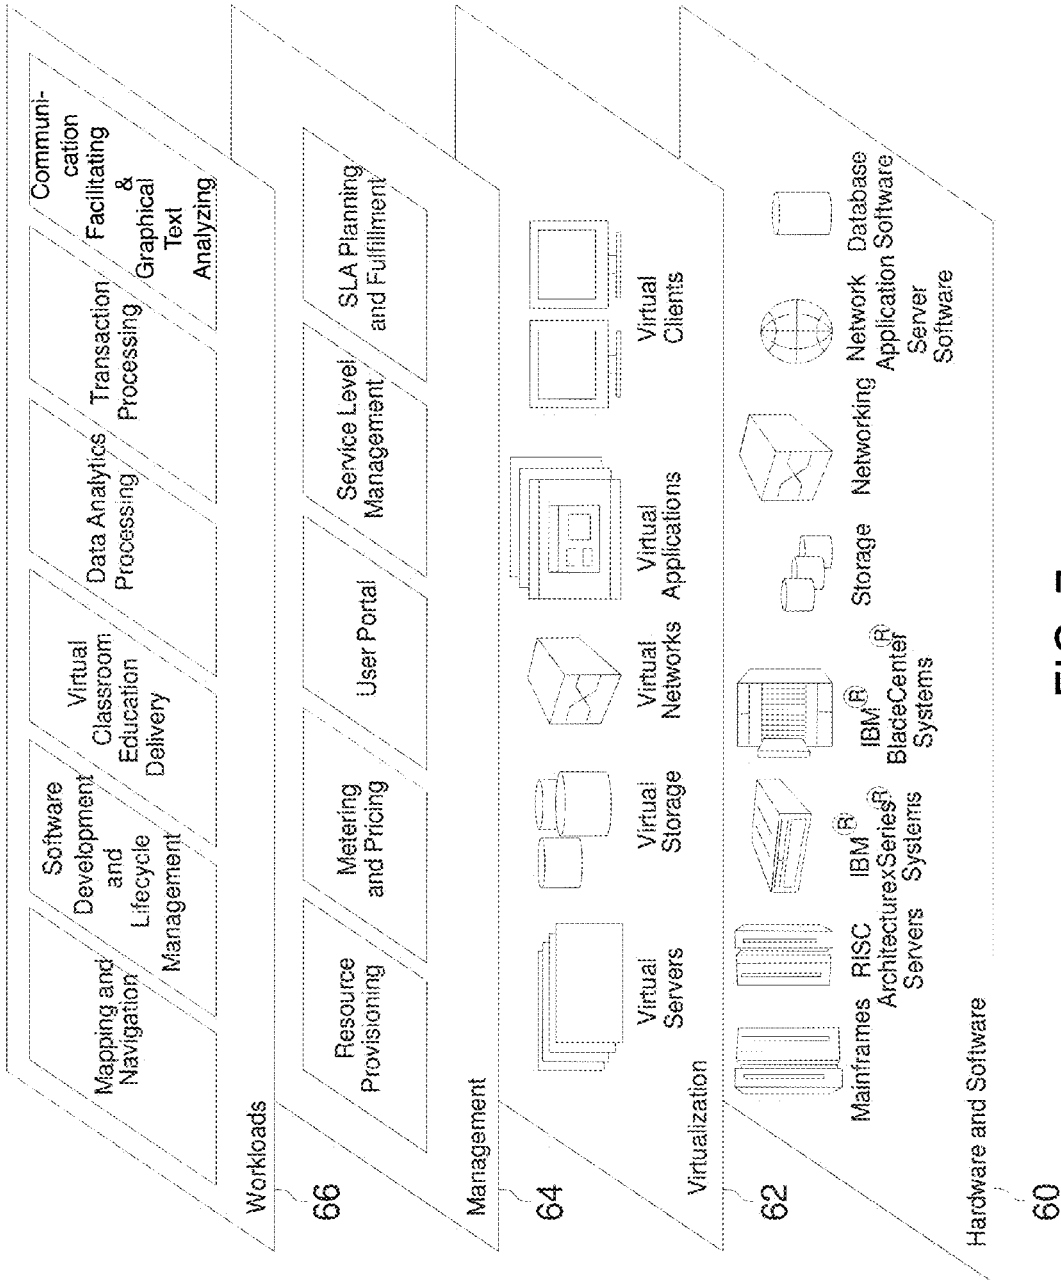 Mapping and
Navigation
Software
Development
and
Lifecycle
Management
Virtual
Classroom
Education
Delivery
Data Analytics
Processing
Transaction
Processing
Communi-
cation
Facilitating
&
Graphical
Text
Analyzing
Workloads
66
Resource
Provisioning
Metering
and Pricing
User Portal
Service Level
Management
SLA Planning
and Fulfillment
Management
64
Virtual
Servers
Virtual
Storage
Virtual
Networks
Virtual
Applications
Virtual
Clients
Virtualization
62
Mainframes
RISC
Architecture
Servers
IBM ®
xSeries ®
Systems
IBM ®
BladeCenter ®
Systems
Storage
Networking
Network
Application
Server
Software
Database
Software
Hardware and Software
60